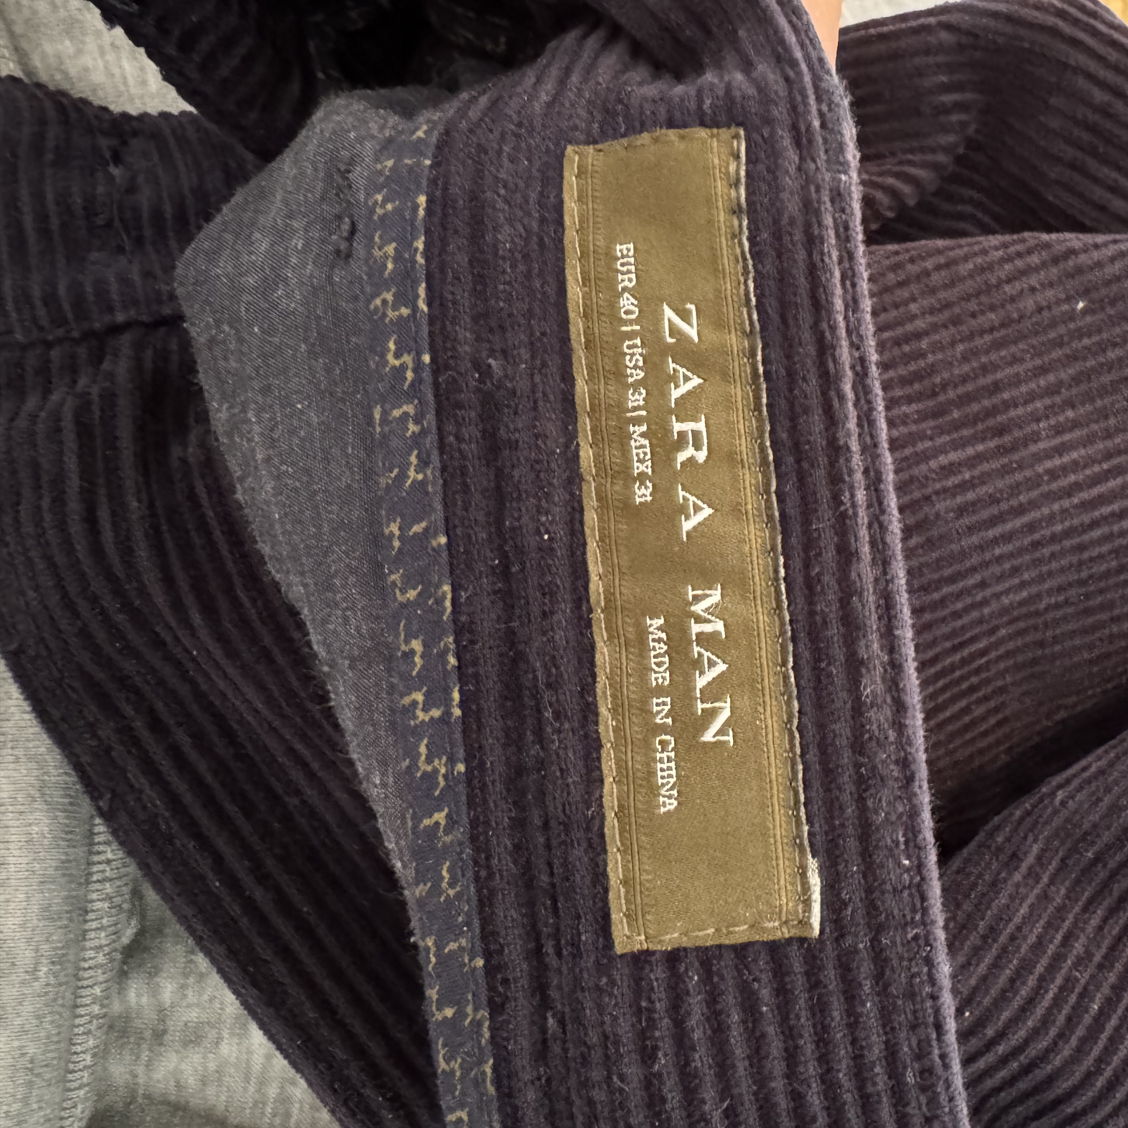 ZARA MAN
EUR 40 | USA 31 | MEX 31
MADE IN CHINA